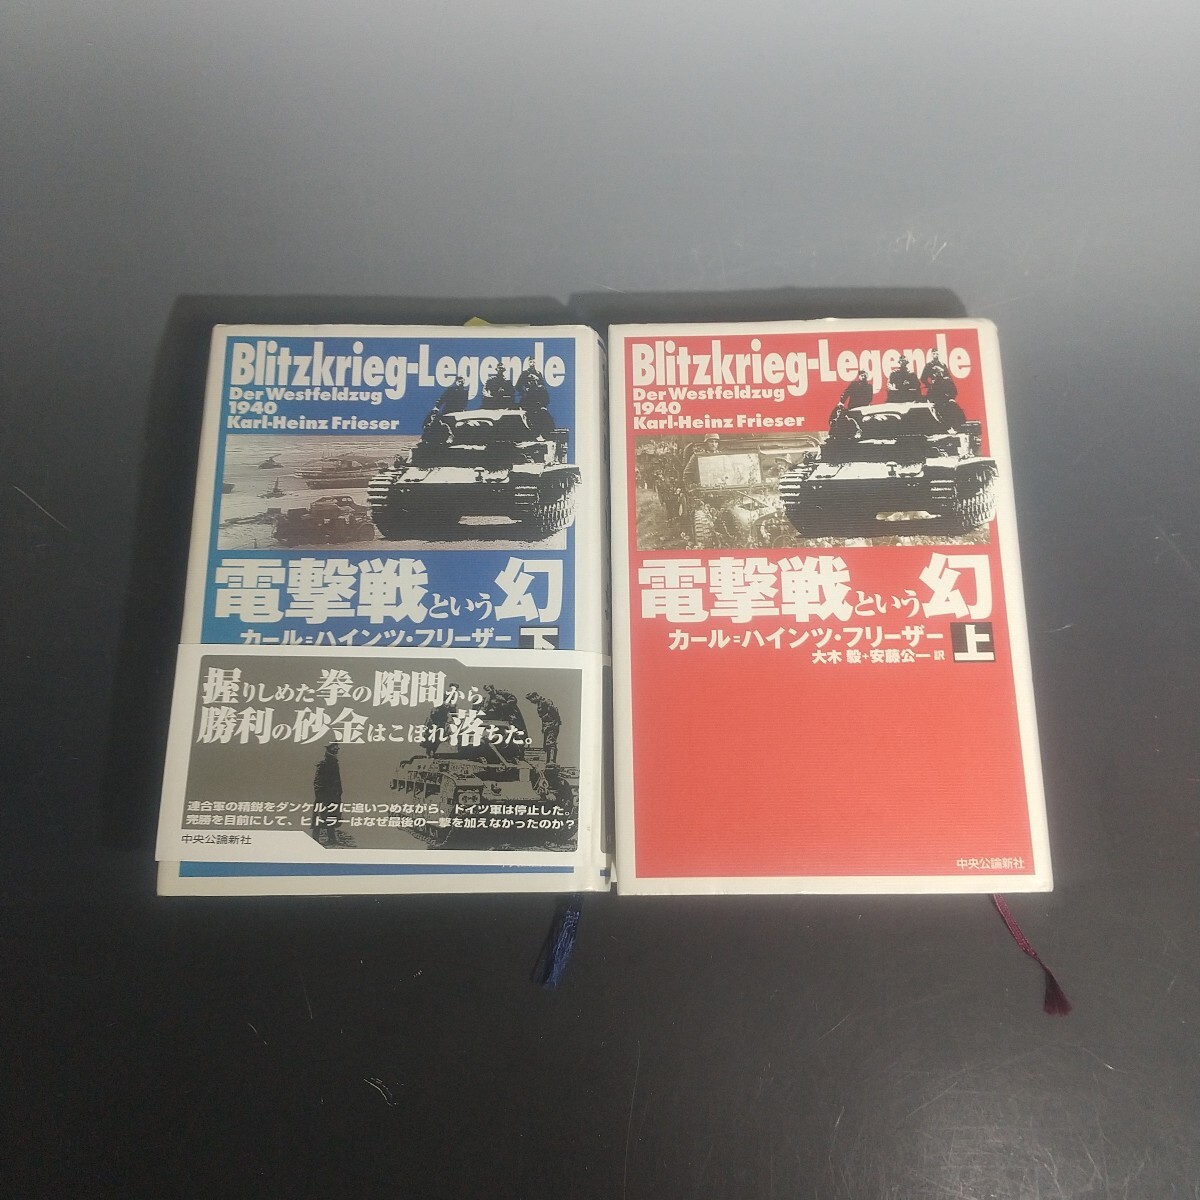 Blitzkrieg-Legende
Der Westfeldzug
1940
Karl-Heinz Frieser
電撃戦という幻
カール=ハインツ・フリーザー
下
握りしめた拳の隙間から
勝利の砂金はこぼれ落ちた。
連合軍の精鋭をダンケルクに追いつめながら、ドイツ軍は停止した。
完勝を目前にして、ヒトラーはなぜ最後の一撃を加えなかったのか?
中央公論新社
Blitzkrieg-Legende
Der Westfeldzug
1940
Karl-Heinz Frieser
電撃戦という幻
カール=ハインツ・フリーザー
大木 毅+安藤公一 訳
上
中央公論新社